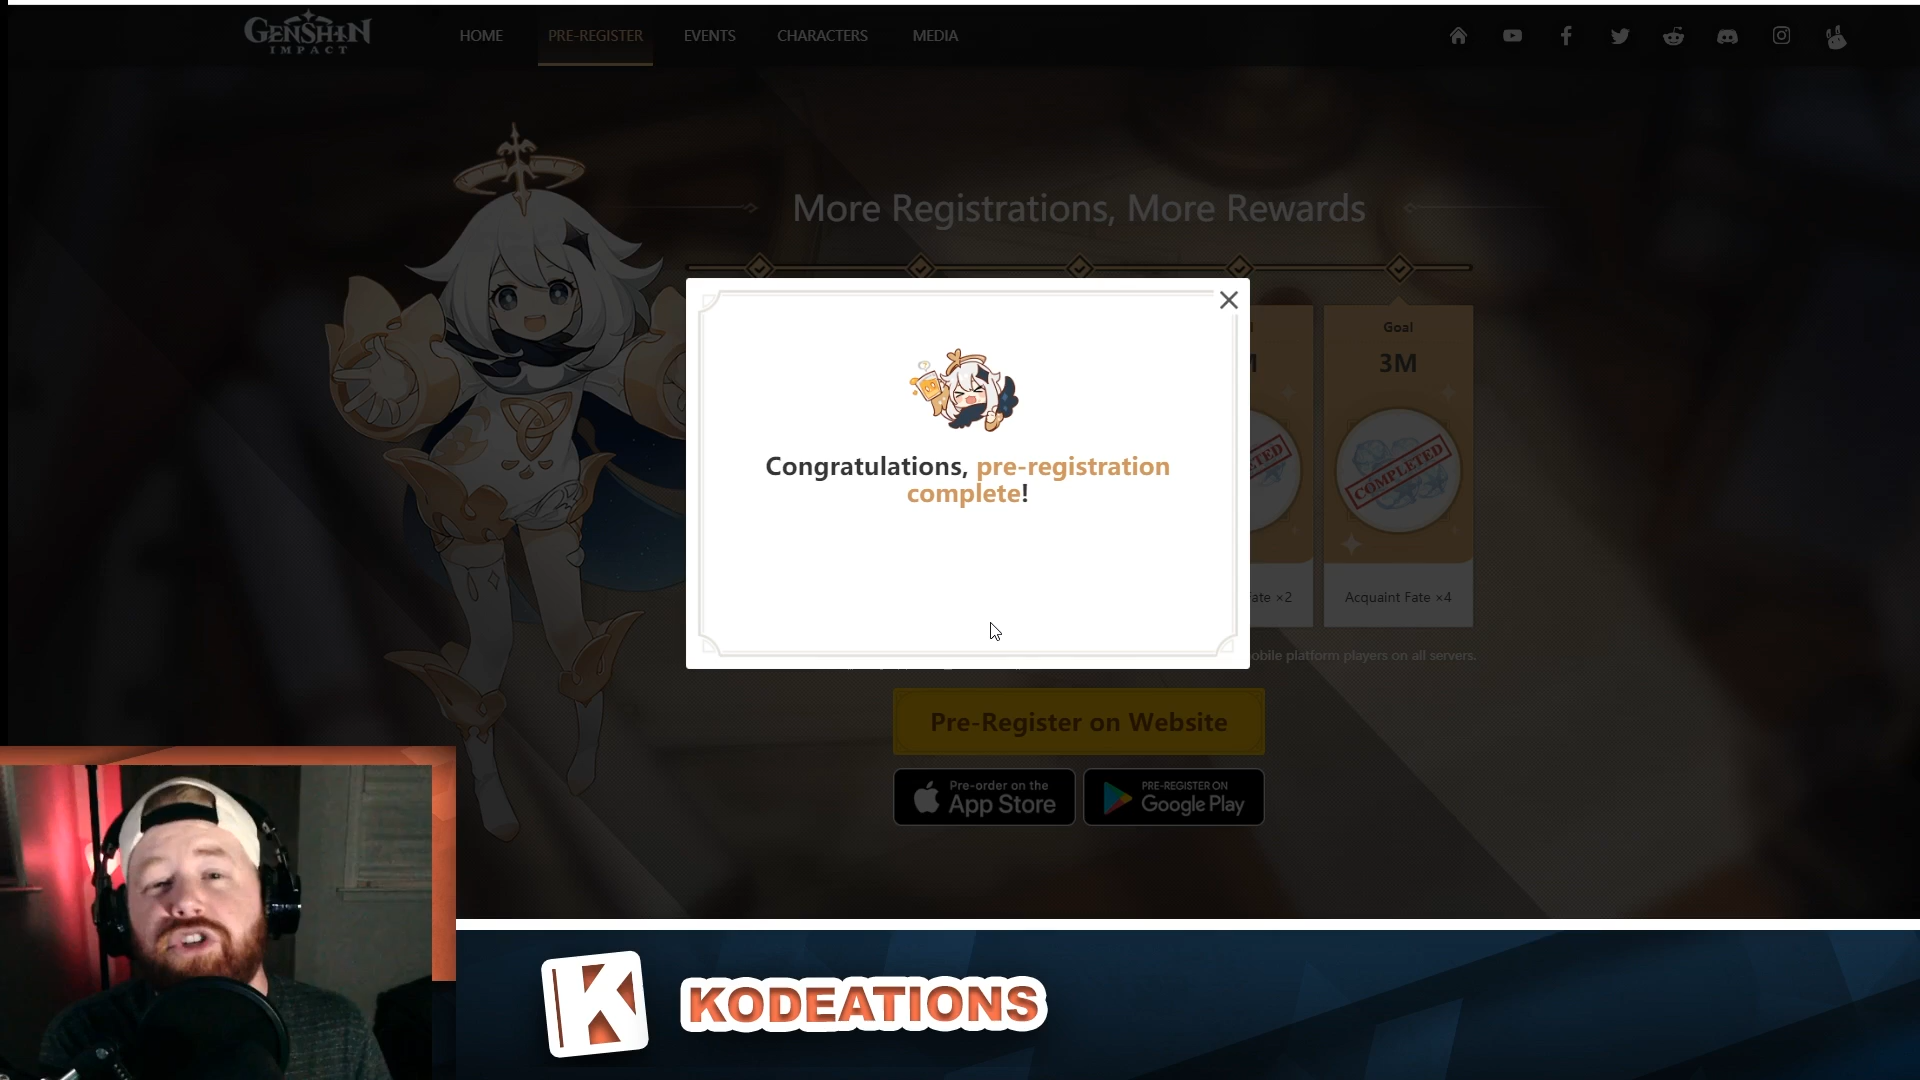 GENSHIN
IMPACT
HOME
PRE-REGISTER
EVENTS
CHARACTERS
MEDIA
More Registrations, More Rewards
Goal
3M
COMPLETED
Acquaint Fate ×4
ate ×2
Congratulations, pre-registration
complete!
obile platform players on all servers.
Pre-Register on Website
Pre-order on the
App Store
PRE-REGISTER ON
Google Play
K
KODEATIONS